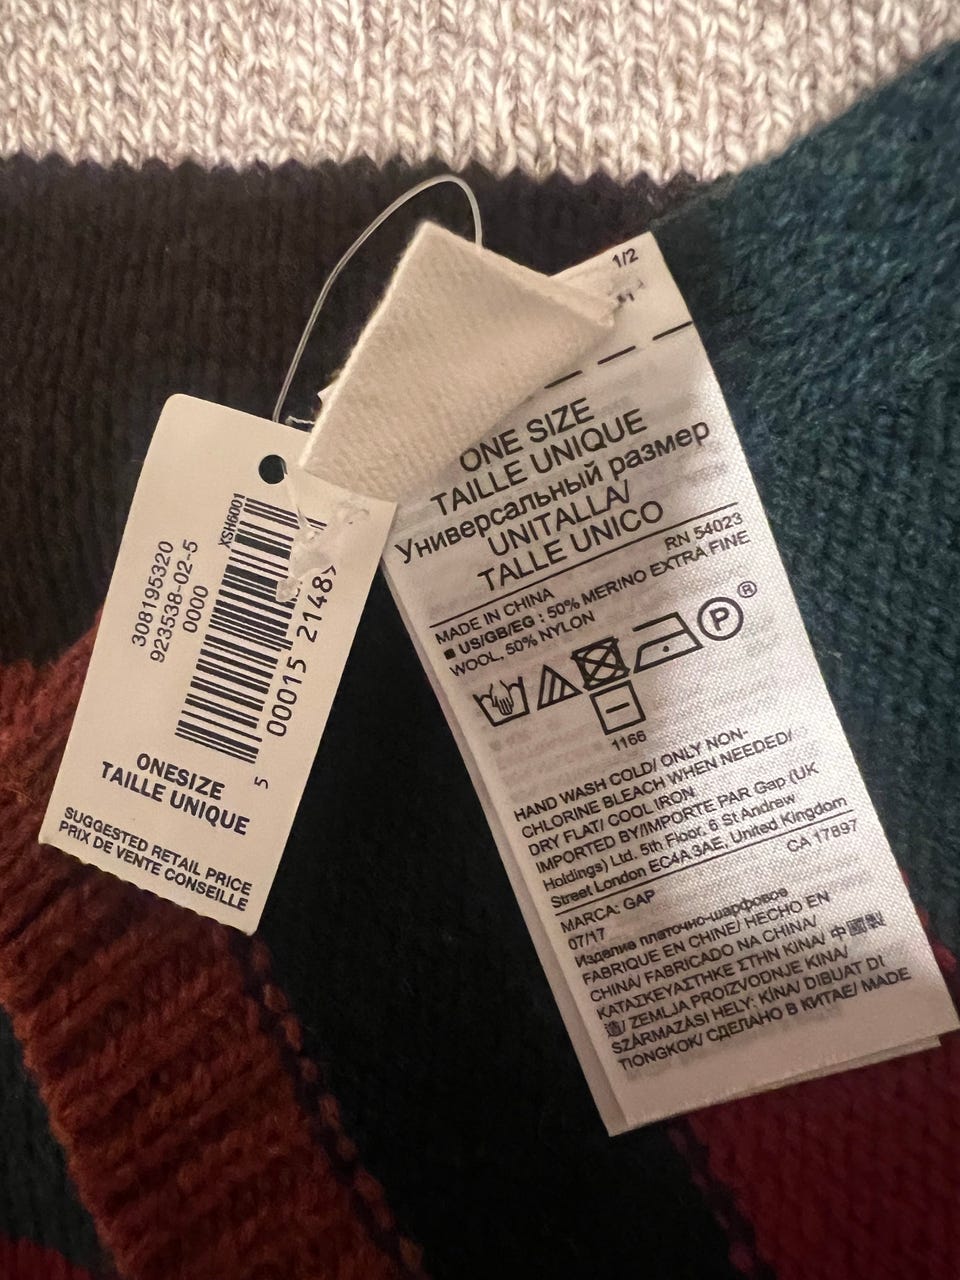 XSH6001
308195320
923538-02-5
0000
00015 21489
5
ONESIZE
TAILLE UNIQUE
SUGGESTED RETAIL PRICE
PRIX DE VENTE CONSEILLE
1/2
ONE SIZE
TAILLE UNIQUE
Универсальный размер
UNITALLA/
TALLE UNICO
RN 54023
MADE IN CHINA
■ US/GB/EG : 50% MERINO EXTRA FINE
WOOL, 50% NYLON
P ®
1166
HAND WASH COLD/ ONLY NON-
CHLORINE BLEACH WHEN NEEDED/
DRY FLAT/ COOL IRON
IMPORTED BY/IMPORTE PAR Gap (UK
Holdings) Ltd. 5th Floor, 6 St Andrew
Street London EC4A 3AE, United Kingdom
CA 17897
MARCA: GAP
07/17
Изделие платочно-шарфовое
FABRIQUE EN CHINE/ HECHO EN
CHINA/ FABRICADO NA CHINA/
ΚΑΤΑΣΚΕΥΑΣΤΗΚΕ ΣΤΗΝ ΚΙΝΑ/ 中國製
造/ ZEMLJA PROIZVODNJE KINA/
SZÁRMAZÁSI HELY: KÍNA/ DIBUAT DI
TIONGKOK/ СДЕЛАНО В КИТАЕ/ MADE